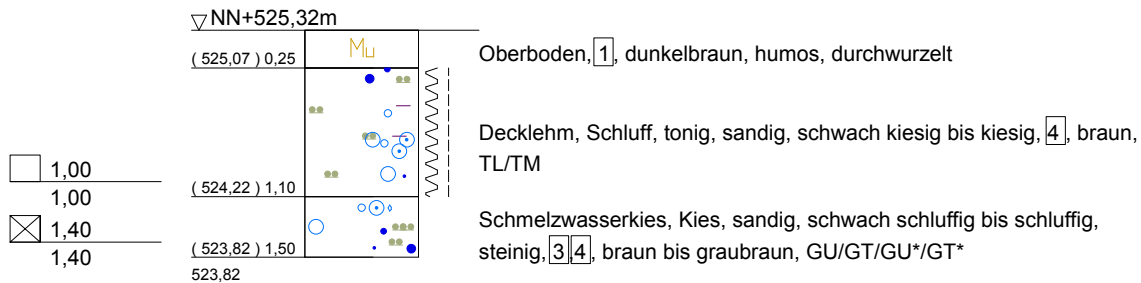 NN+525,32m
Mu
Oberboden, 1, dunkelbraun, humos, durchwurzelt
( 525,07 ) 0,25
Decklehm, Schluff, tonig, sandig, schwach kiesig bis kiesig, 4, braun,
TL/TM
1,00
1,00
( 524,22 ) 1,10
Schmelzwasserkies, Kies, sandig, schwach schluffig bis schluffig,
steinig, 3,4, braun bis graubraun, GU/GT/GU*/GT*
1,40
1,40
( 523,82 ) 1,50
523,82